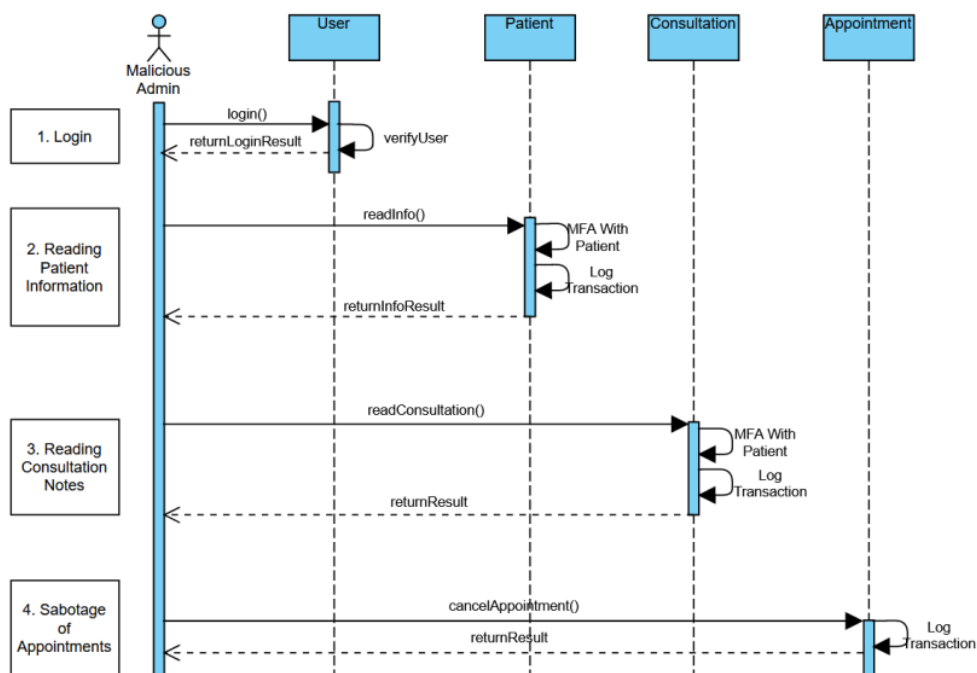 User
Patient
Consultation
Appointment
Malicious
Admin
1. Login
login()
verifyUser
returnLoginResult
2. Reading
Patient
Information
readInfo()
MFA With
Patient
Log
Transaction
returnInfoResult
3. Reading
Consultation
Notes
readConsultation()
MFA With
Patient
Log
Transaction
returnResult
4. Sabotage
of
Appointments
cancelAppointment()
Log
Transaction
returnResult